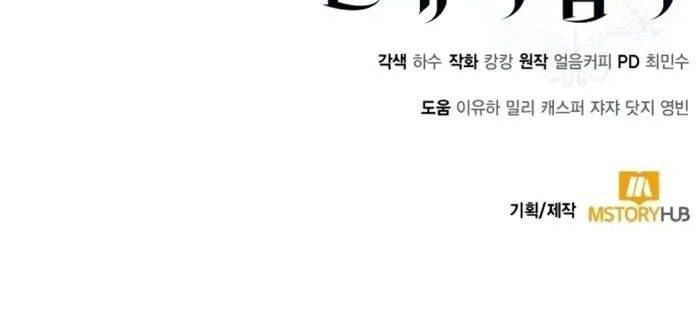 각색 하수 작화 캉캉 원작 얼음커피 PD 최민수
도움 이유하 밀리 캐스퍼 쟈쟈 닷지 영빈
기획/제작 MSTORYHUB